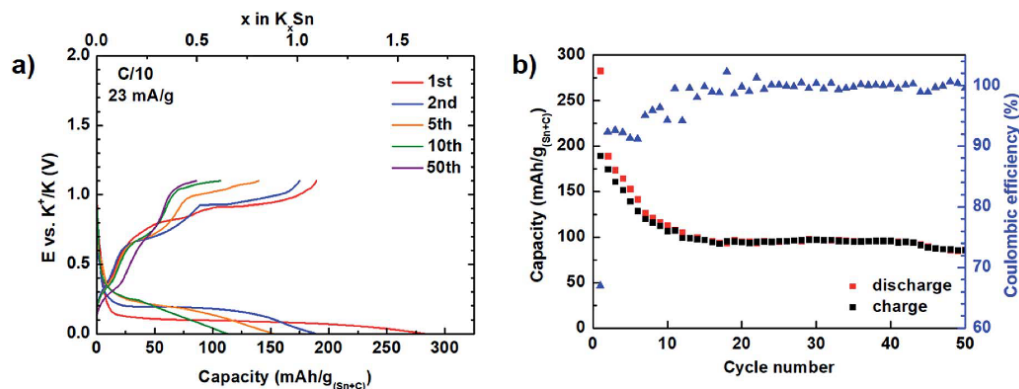 a)
x in KₓSn
0.0 0.5 1.0 1.5
2.0
1.5
1.0
0.5
0.0
E vs. K⁺/K (V)
C/10
23 mA/g
1st
2nd
5th
10th
50th
0 50 100 150 200 250 300
Capacity (mAh/g(Sn+C))
b)
300
275
250
200
150
100
50
0
Capacity (mAh/g(Sn+C))
100
90
80
70
60
Coulombic efficiency (%)
discharge
charge
0 10 20 30 40 50
Cycle number